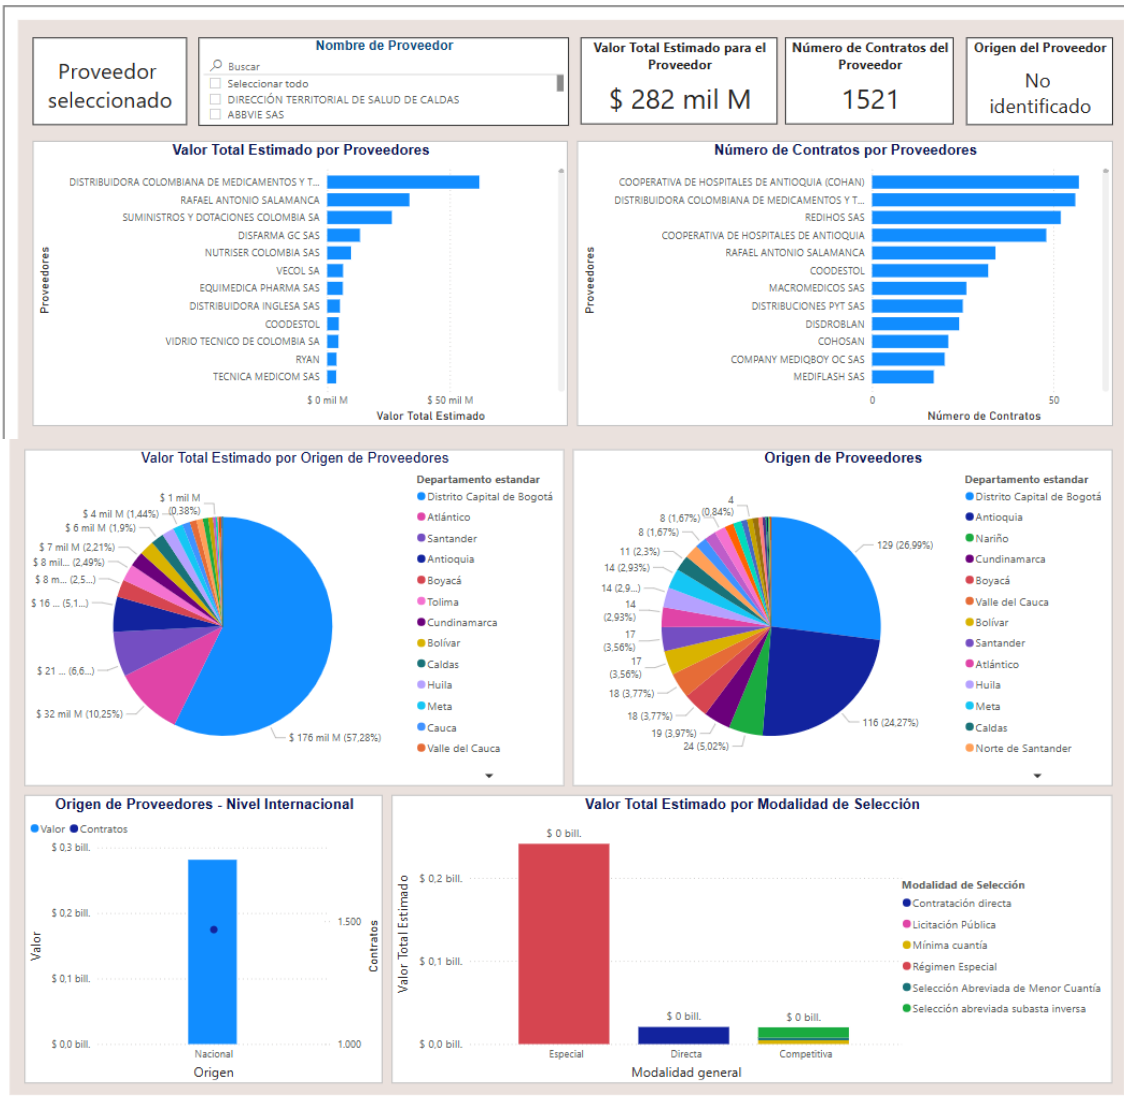 Proveedor
seleccionado
Nombre de Proveedor
Buscar
Seleccionar todo
DIRECCIÓN TERRITORIAL DE SALUD DE CALDAS
ABBVIE SAS
Valor Total Estimado para el
Proveedor
$ 282 mil M
Número de Contratos del
Proveedor
1521
Origen del Proveedor
No
identificado
Valor Total Estimado por Proveedores
Proveedores
DISTRIBUIDORA COLOMBIANA DE MEDICAMENTOS Y T...
RAFAEL ANTONIO SALAMANCA
SUMINISTROS Y DOTACIONES COLOMBIA SA
DISFARMA GC SAS
NUTRISER COLOMBIA SAS
VECOL SA
EQUIMEDICA PHARMA SAS
DISTRIBUIDORA INGLESA SAS
COODESTOL
VIDRIO TECNICO DE COLOMBIA SA
RYAN
TECNICA MEDICOM SAS
$ 0 mil M
$ 50 mil M
Valor Total Estimado
Número de Contratos por Proveedores
Proveedores
COOPERATIVA DE HOSPITALES DE ANTIOQUIA (COHAN)
DISTRIBUIDORA COLOMBIANA DE MEDICAMENTOS Y T...
REDIHOS SAS
COOPERATIVA DE HOSPITALES DE ANTIOQUIA
RAFAEL ANTONIO SALAMANCA
COODESTOL
MACROMEDICOS SAS
DISTRIBUCIONES PYT SAS
DISDROBLAN
COHOSAN
COMPANY MEDIQBOY OC SAS
MEDIFLASH SAS
0
50
Número de Contratos
Valor Total Estimado por Origen de Proveedores
$ 1 mil M
(0.38%)
$ 4 mil M (1,44%)
$ 6 mil M (1,9%)
$ 7 mil M (2,21%)
$ 8 mil... (2,49%)
$ 8 m... (2,5...)
$ 16 ... (5,1...)
$ 21 ... (6,6...)
$ 32 mil M (10,25%)
$ 176 mil M (57,28%)
Departamento estandar
Distrito Capital de Bogotá
Atlántico
Santander
Antioquia
Boyacá
Tolima
Cundinamarca
Bolívar
Caldas
Huila
Meta
Cauca
Valle del Cauca
Origen de Proveedores
4
(0,84%)
8 (1,67%)
8 (1,67%)
11 (2.3%)
14 (2,93%)
14 (2,9...)
14
(2,93%)
17
(3,56%)
17
(3,56%)
18 (3,77%)
18 (3,77%)
19 (3,97%)
24 (5,02%)
116 (24,27%)
129 (26,99%)
Departamento estandar
Distrito Capital de Bogotá
Antioquia
Nariño
Cundinamarca
Boyacá
Valle del Cauca
Bolívar
Santander
Atlántico
Huila
Meta
Caldas
Norte de Santander
Origen de Proveedores - Nivel Internacional
Valor
Contratos
$ 0,3 bill.
$ 0,2 bill.
$ 0,1 bill.
$ 0,0 bill.
Valor
1.500
1.000
Contratos
Nacional
Origen
Valor Total Estimado por Modalidad de Selección
Valor Total Estimado
$ 0,2 bill.
$ 0,1 bill.
$ 0,0 bill.
$ 0 bill.
$ 0 bill.
$ 0 bill.
Especial
Directa
Competitiva
Modalidad general
Modalidad de Selección
Contratación directa
Licitación Pública
Mínima cuantía
Régimen Especial
Selección Abreviada de Menor Cuantía
Selección abreviada subasta inversa